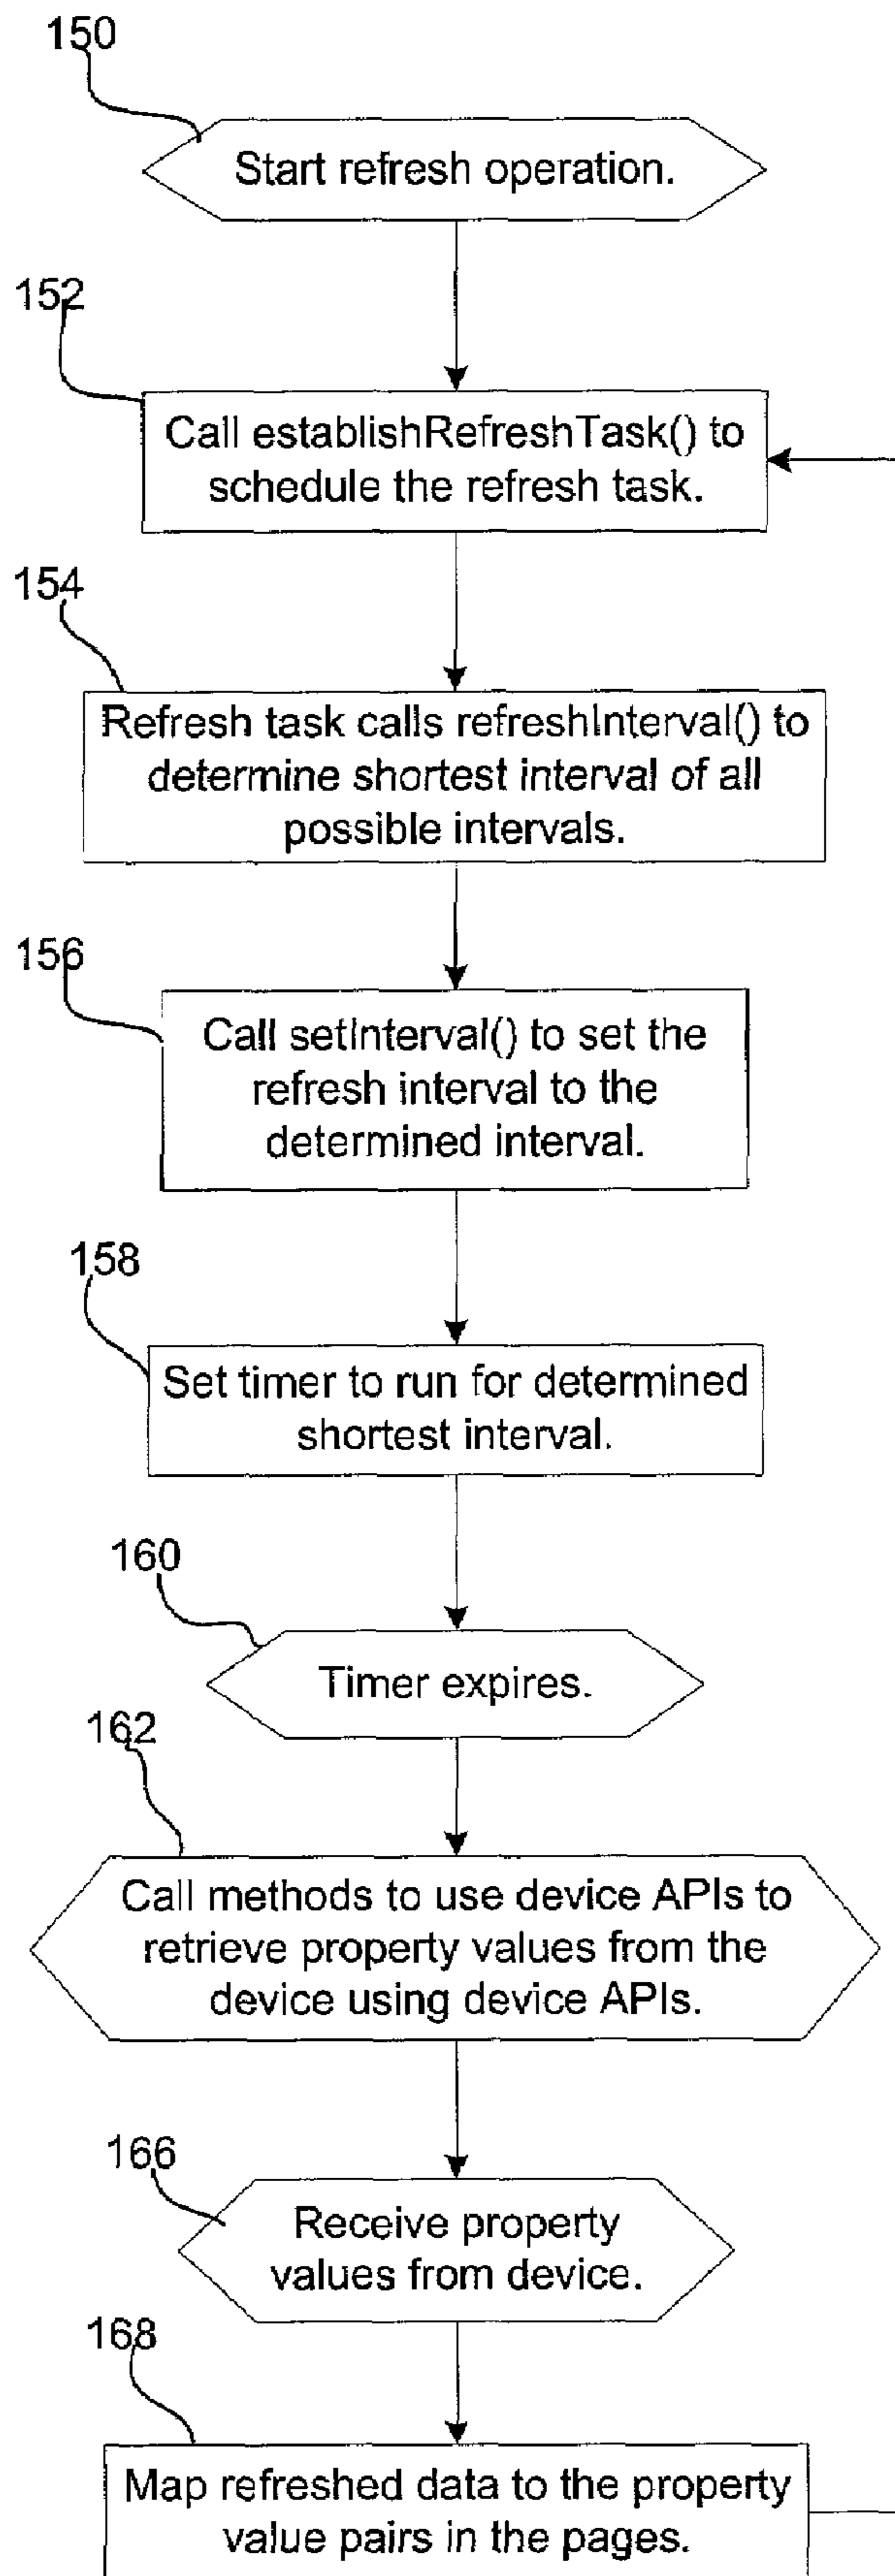 150
Start refresh operation.
152
Call establishRefreshTask() to
schedule the refresh task.
154
Refresh task calls refreshInterval() to
determine shortest interval of all
possible intervals.
156
Call setInterval() to set the
refresh interval to the
determined interval.
158
Set timer to run for determined
shortest interval.
160
Timer expires.
162
Call methods to use device APIs to
retrieve property values from the
device using device APIs.
166
Receive property
values from device.
168
Map refreshed data to the property
value pairs in the pages.